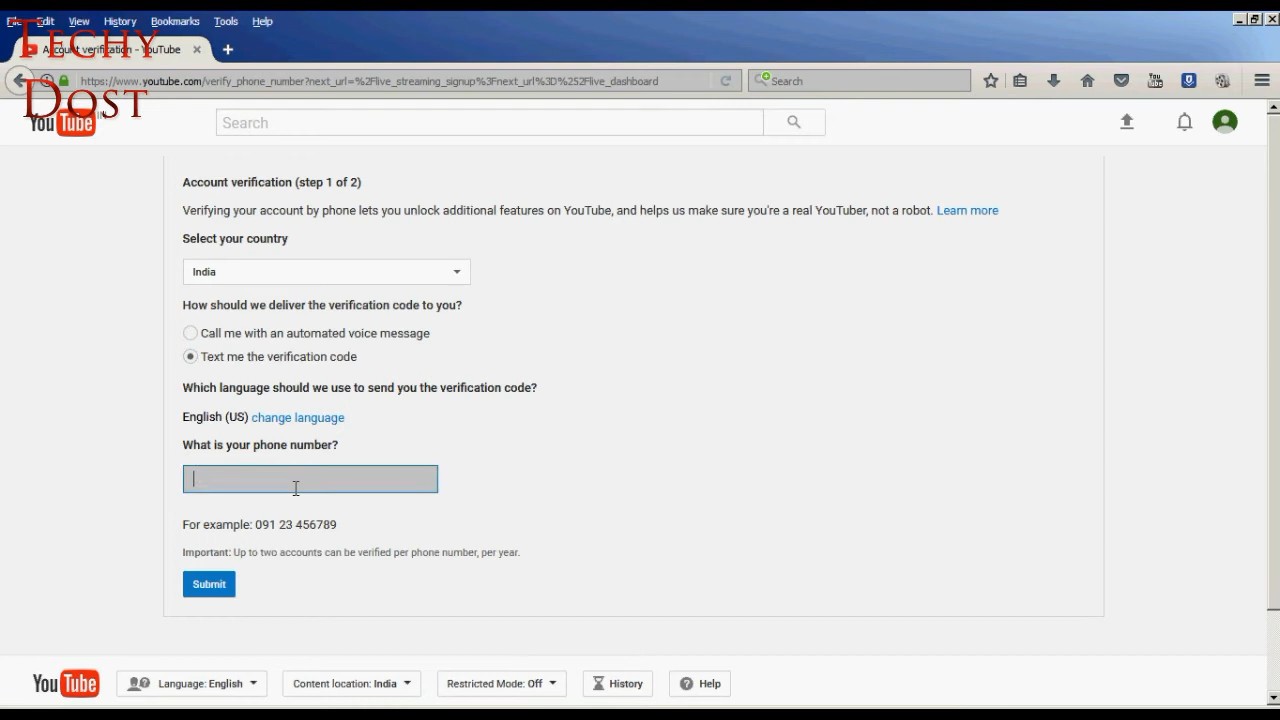 File Edit View History Bookmarks Tools Help
TECHY
DOST
Account verification - YouTube
https://www.youtube.com/verify_phone_number?next_url=%2Flive_streaming_signup%3Fnext_url%3D%252Flive_dashboard
Search
YouTube
Search
Account verification (step 1 of 2)
Verifying your account by phone lets you unlock additional features on YouTube, and helps us make sure you're a real YouTuber, not a robot. Learn more
Select your country
India
How should we deliver the verification code to you?
Call me with an automated voice message
Text me the verification code
Which language should we use to send you the verification code?
English (US) change language
What is your phone number?
For example: 091 23 456789
Important: Up to two accounts can be verified per phone number, per year.
Submit
YouTube Language: English Content location: India Restricted Mode: Off History Help